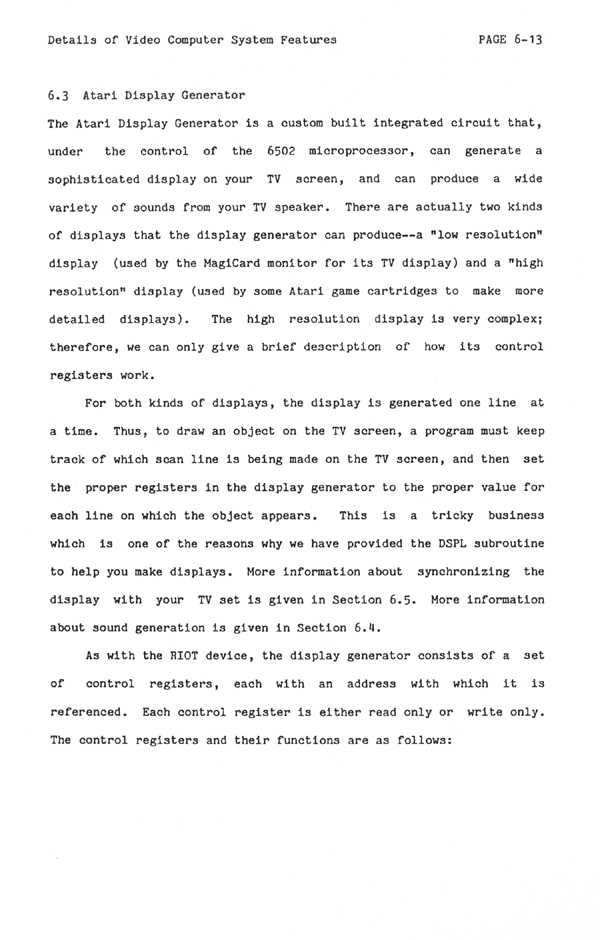 Details of Video Computer System Features PAGE 6-13
6.3 Atari Display Generator
The Atari Display Generator is a custom built integrated circuit that,
under the control of the 6502 microprocessor, can generate a
sophisticated display on your TV screen, and can produce a wide
variety of sounds from your TV speaker. There are actually two kinds
of displays that the display generator can produce--a "low resolution"
display (used by the MagiCard monitor for its TV display) and a "high
resolution" display (used by some Atari game cartridges to make more
detailed displays). The high resolution display is very complex;
therefore, we can only give a brief description of how its control
registers work.
For both kinds of displays, the display is generated one line at
a time. Thus, to draw an object on the TV screen, a program must keep
track of which scan line is being made on the TV screen, and then set
the proper registers in the display generator to the proper value for
each line on which the object appears. This is a tricky business
which is one of the reasons why we have provided the DSPL subroutine
to help you make displays. More information about synchronizing the
display with your TV set is given in Section 6.5. More information
about sound generation is given in Section 6.4.
As with the RIOT device, the display generator consists of a set
of control registers, each with an address with which it is
referenced. Each control register is either read only or write only.
The control registers and their functions are as follows: